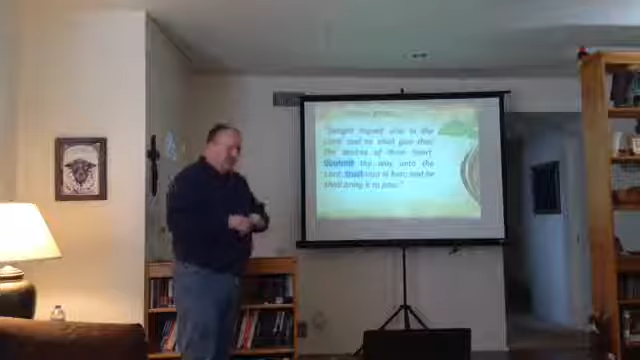 "Delight thyself also in the
Lord and he shall give thee
the desires of thine heart
Commit thy way unto the
Lord; trust also in him; and he
shall bring it to pass."